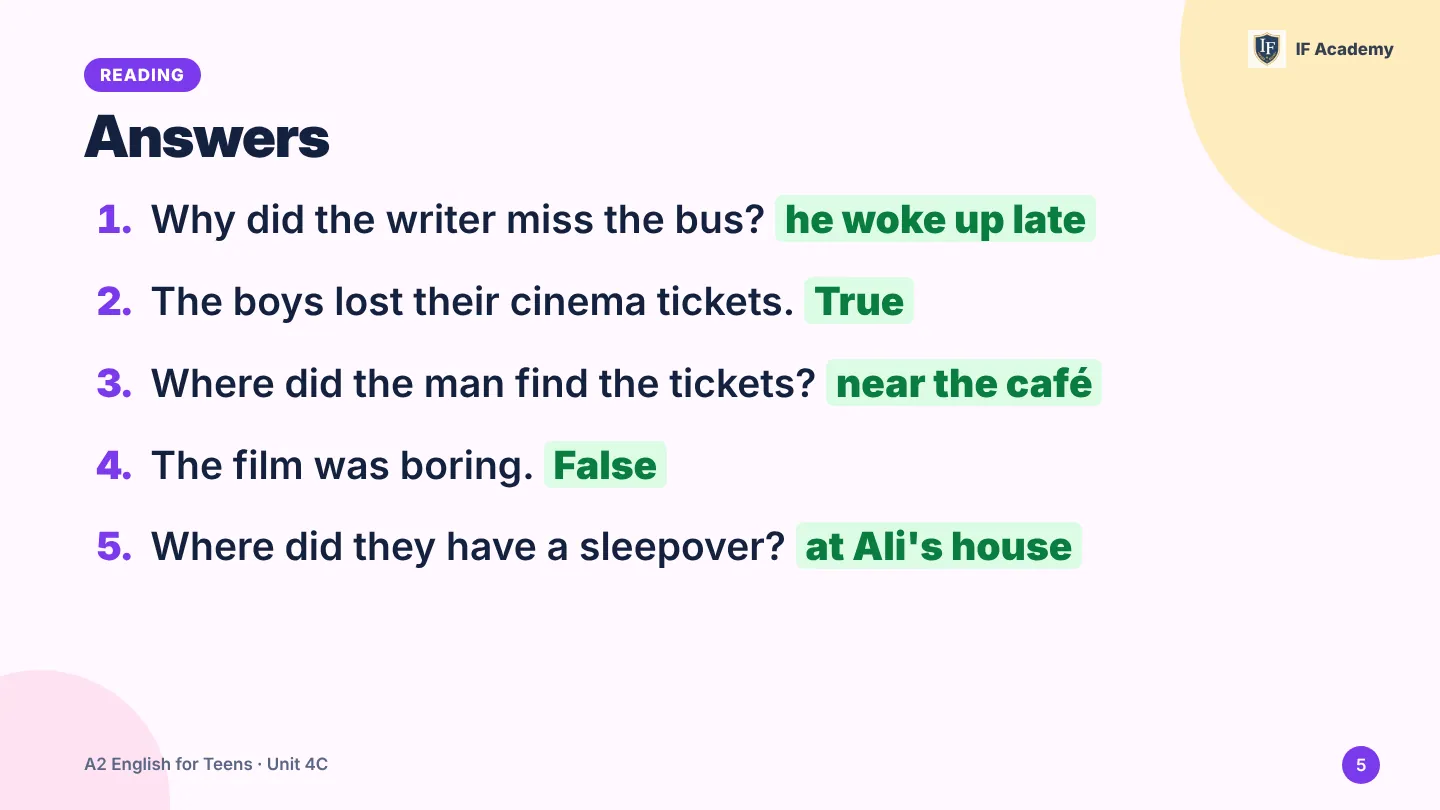 IF
IF Academy
READING
Answers
1. Why did the writer miss the bus? he woke up late
2. The boys lost their cinema tickets. True
3. Where did the man find the tickets? near the café
4. The film was boring. False
5. Where did they have a sleepover? at Ali's house
A2 English for Teens · Unit 4C
5